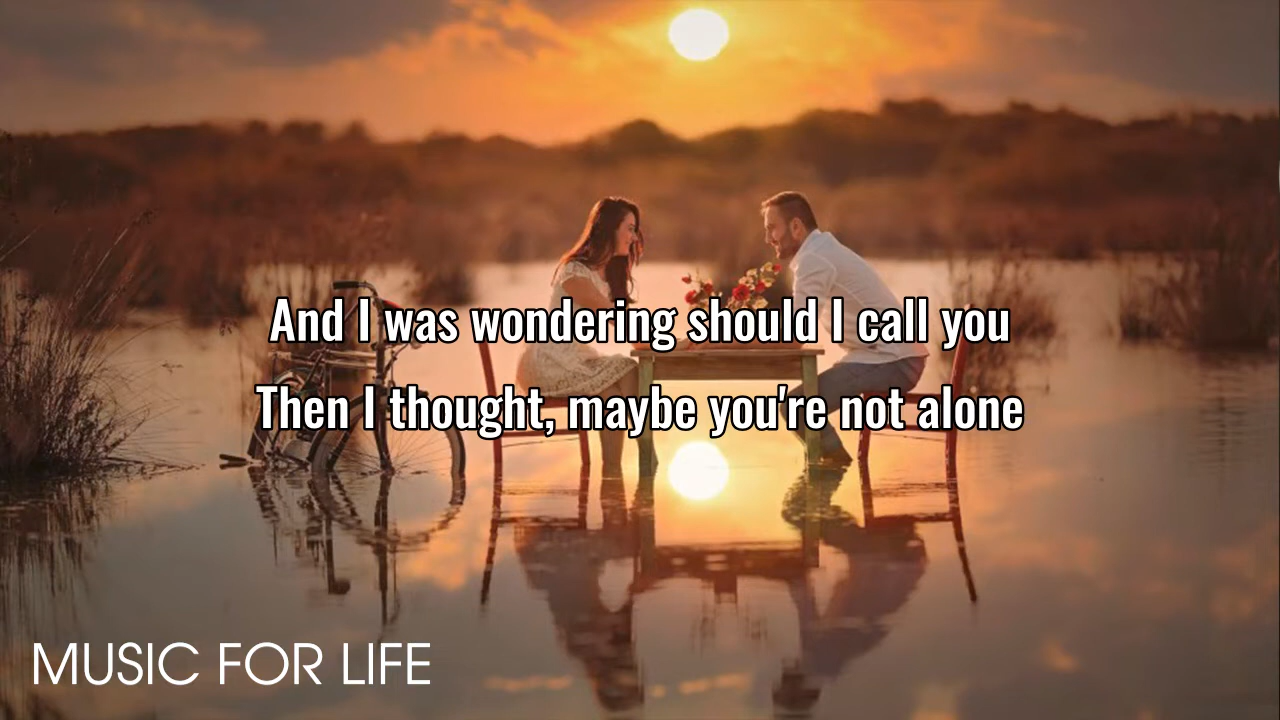 And I was wondering should I call you
Then I thought, maybe you're not alone
MUSIC FOR LIFE